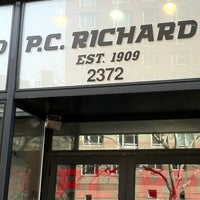 P.C. RICHARD
EST. 1909
2372